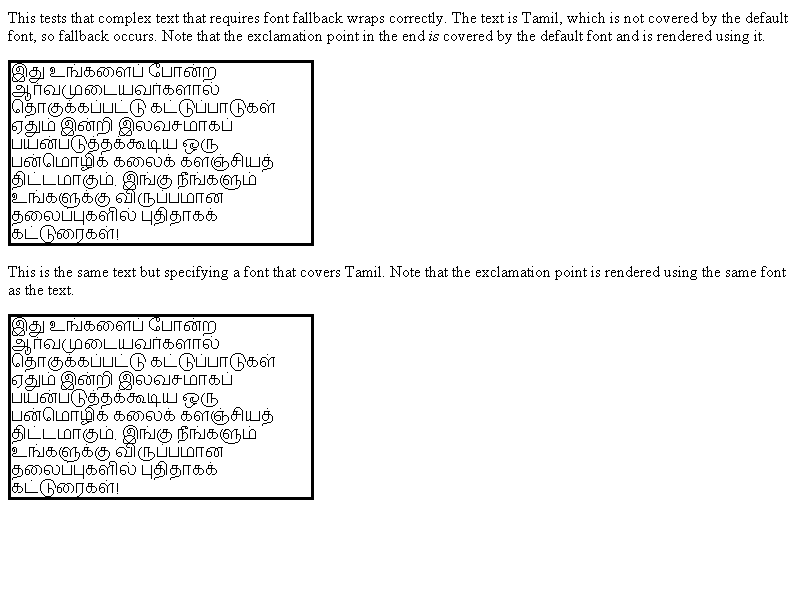 This tests that complex text that requires font fallback wraps correctly. The text is Tamil, which is not covered by the default
font, so fallback occurs. Note that the exclamation point in the end is covered by the default font and is rendered using it.
இது உங்களைப் போன்ற
ஆர்வமுடையவர்களால்
தொகுக்கப்பட்டு கட்டுப்பாடுகள்
ஏதும் இன்றி இலவசமாகப்
பயன்படுத்தக்கூடிய ஒரு
பன்மொழிக் கலைக் களஞ்சியத்
திட்டமாகும். இங்கு நீங்களும்
உங்களுக்கு விருப்பமான
தலைப்புகளில் புதிதாகக்
கட்டுரைகள்!
This is the same text but specifying a font that covers Tamil. Note that the exclamation point is rendered using the same font
as the text.
இது உங்களைப் போன்ற
ஆர்வமுடையவர்களால்
தொகுக்கப்பட்டு கட்டுப்பாடுகள்
ஏதும் இன்றி இலவசமாகப்
பயன்படுத்தக்கூடிய ஒரு
பன்மொழிக் கலைக் களஞ்சியத்
திட்டமாகும். இங்கு நீங்களும்
உங்களுக்கு விருப்பமான
தலைப்புகளில் புதிதாகக்
கட்டுரைகள்!